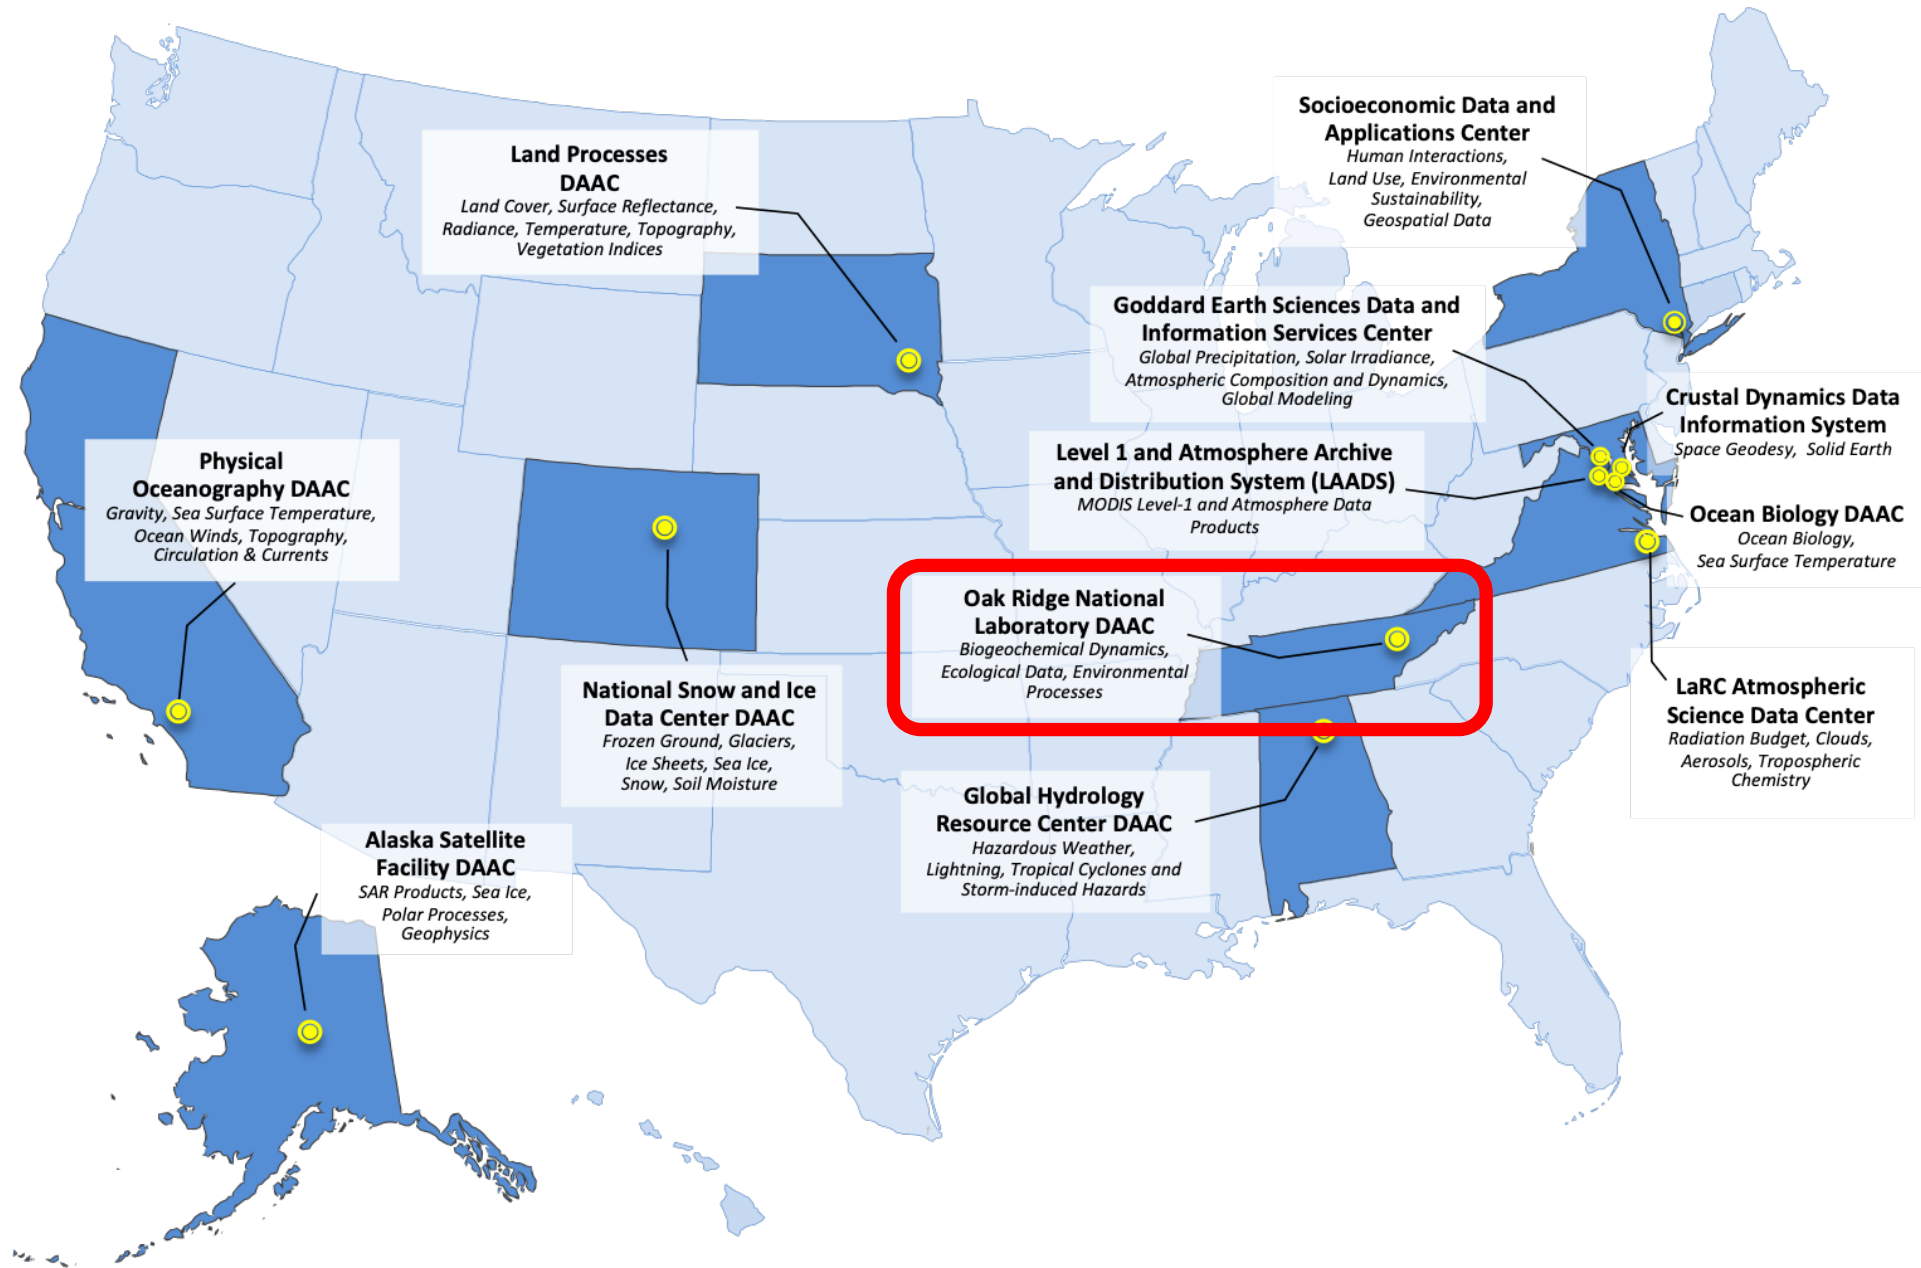 Socioeconomic Data and
Applications Center
Human Interactions,
Land Use, Environmental
Sustainability,
Geospatial Data
Land Processes
DAAC
Land Cover, Surface Reflectance,
Radiance, Temperature, Topography,
Vegetation Indices
Goddard Earth Sciences Data and
Information Services Center
Global Precipitation, Solar Irradiance,
Atmospheric Composition and Dynamics,
Global Modeling
Crustal Dynamics Data
Information System
Space Geodesy, Solid Earth
Level 1 and Atmosphere Archive
and Distribution System (LAADS)
MODIS Level-1 and Atmosphere Data
Products
Physical
Oceanography DAAC
Gravity, Sea Surface Temperature,
Ocean Winds, Topography,
Circulation & Currents
Ocean Biology DAAC
Ocean Biology,
Sea Surface Temperature
Oak Ridge National
Laboratory DAAC
Biogeochemical Dynamics,
Ecological Data, Environmental
Processes
National Snow and Ice
Data Center DAAC
Frozen Ground, Glaciers,
Ice Sheets, Sea Ice,
Snow, Soil Moisture
LaRC Atmospheric
Science Data Center
Radiation Budget, Clouds,
Aerosols, Tropospheric
Chemistry
Global Hydrology
Resource Center DAAC
Hazardous Weather,
Lightning, Tropical Cyclones and
Storm-induced Hazards
Alaska Satellite
Facility DAAC
SAR Products, Sea Ice,
Polar Processes,
Geophysics